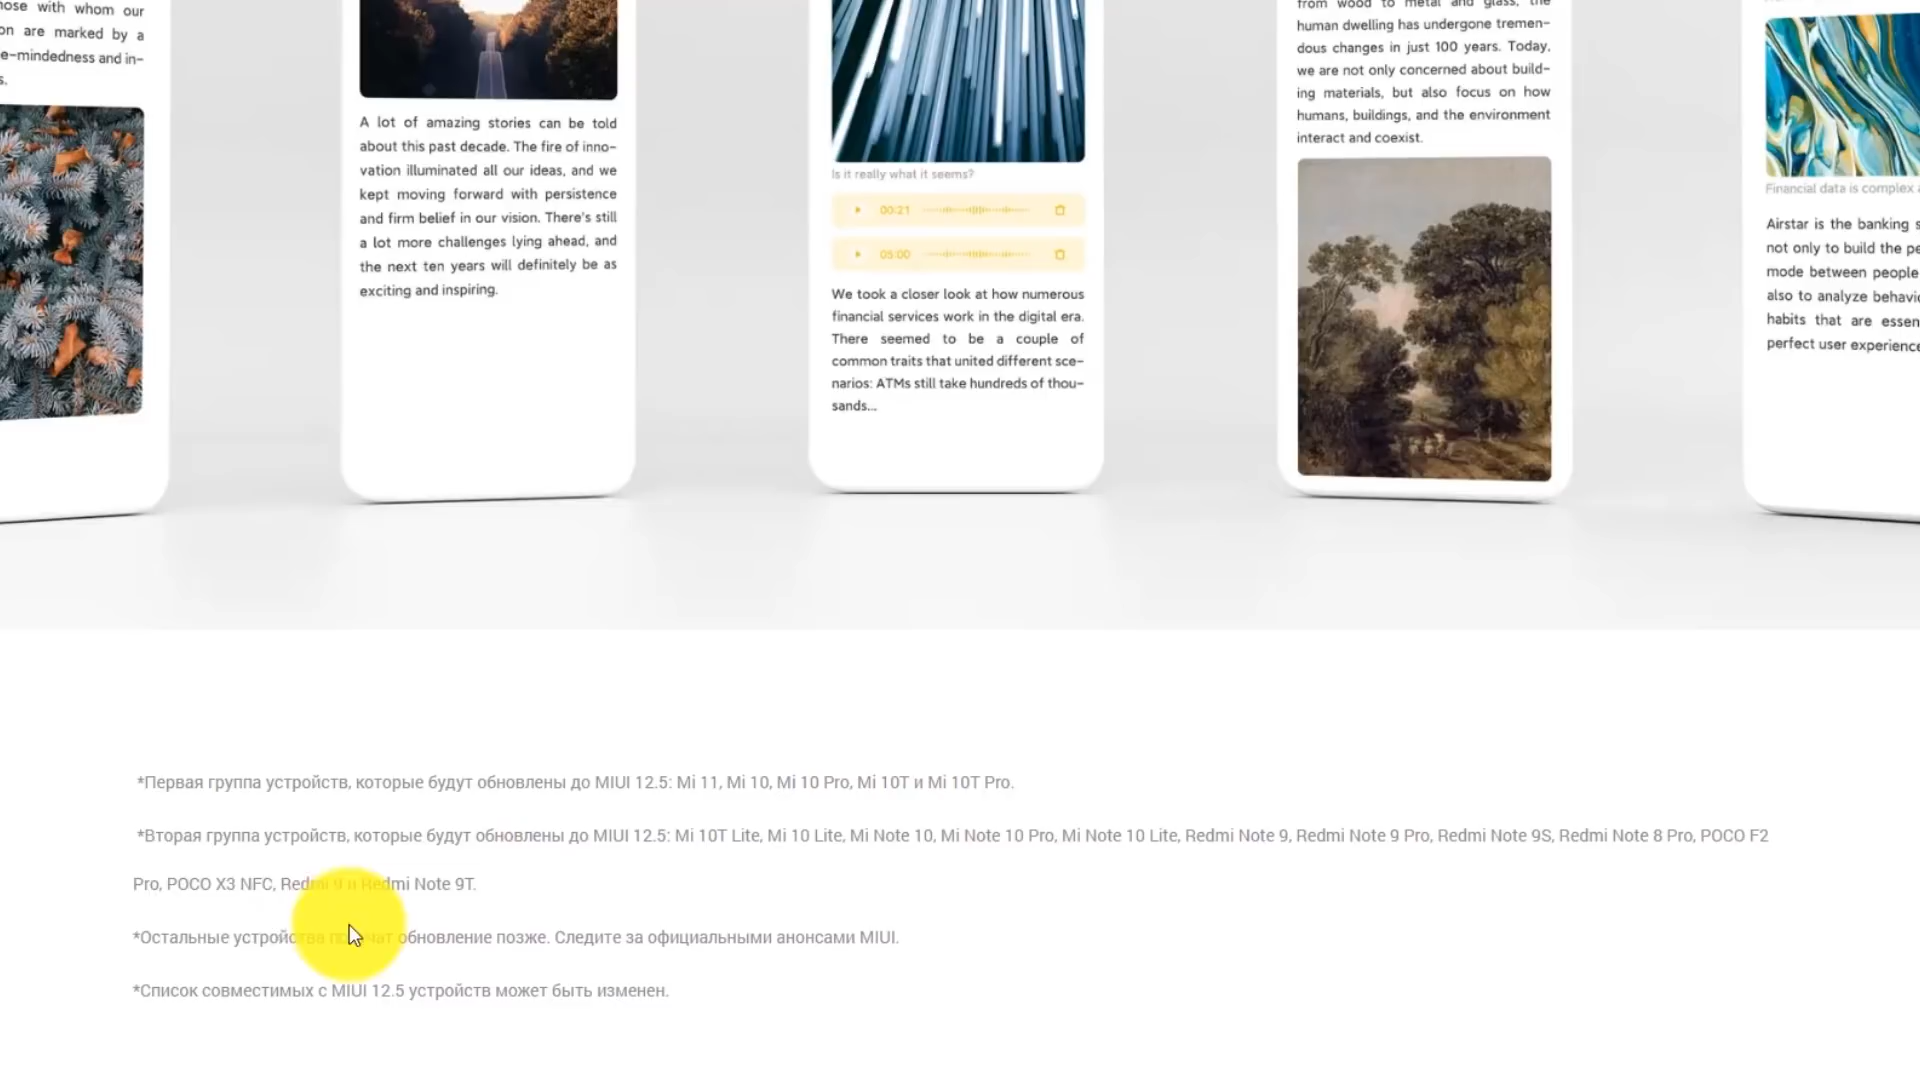 hose with whom our
on are marked by a
e-mindedness and in-
s.
A lot of amazing stories can be told
about this past decade. The fire of inno-
vation illuminated all our ideas, and we
kept moving forward with persistence
and firm belief in our vision. There's still
a lot more challenges lying ahead, and
the next ten years will definitely be as
exciting and inspiring.
Is it really what it seems?
00:21
05:00
We took a closer look at how numerous
financial services work in the digital era.
There seemed to be a couple of
common traits that united different sce-
narios: ATMs still take hundreds of thou-
sands...
from wood to metal and glass, the
human dwelling has undergone tremen-
dous changes in just 100 years. Today,
we are not only concerned about build-
ing materials, but also focus on how
humans, buildings, and the environment
interact and coexist.
Financial data is complex a
Airstar is the banking s
not only to build the pe
mode between people
also to analyze behavio
habits that are essen
perfect user experience
*Первая группа устройств, которые будут обновлены до MIUI 12.5: Mi 11, Mi 10, Mi 10 Pro, Mi 10T и Mi 10T Pro.
*Вторая группа устройств, которые будут обновлены до MIUI 12.5: Mi 10T Lite, Mi 10 Lite, Mi Note 10, Mi Note 10 Pro, Mi Note 10 Lite, Redmi Note 9, Redmi Note 9 Pro, Redmi Note 9S, Redmi Note 8 Pro, POCO F2
Pro, POCO X3 NFC, Redmi 9 и Redmi Note 9T.
*Остальные устройства получат обновление позже. Следите за официальными анонсами MIUI.
*Список совместимых с MIUI 12.5 устройств может быть изменен.